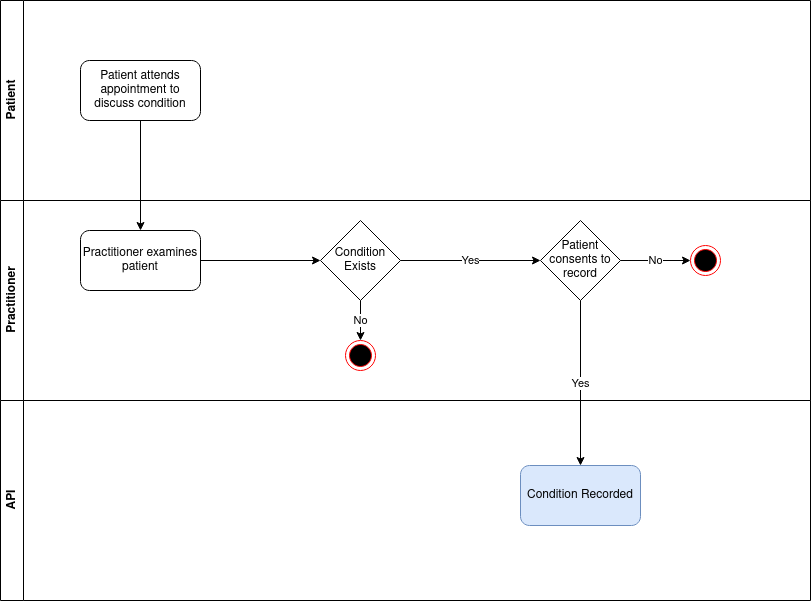 Patient
Patient attends
appointment to
discuss condition
Practitioner
Practitioner examines
patient
Condition
Exists
Yes
Patient
consents to
record
No
No
Yes
API
Condition Recorded